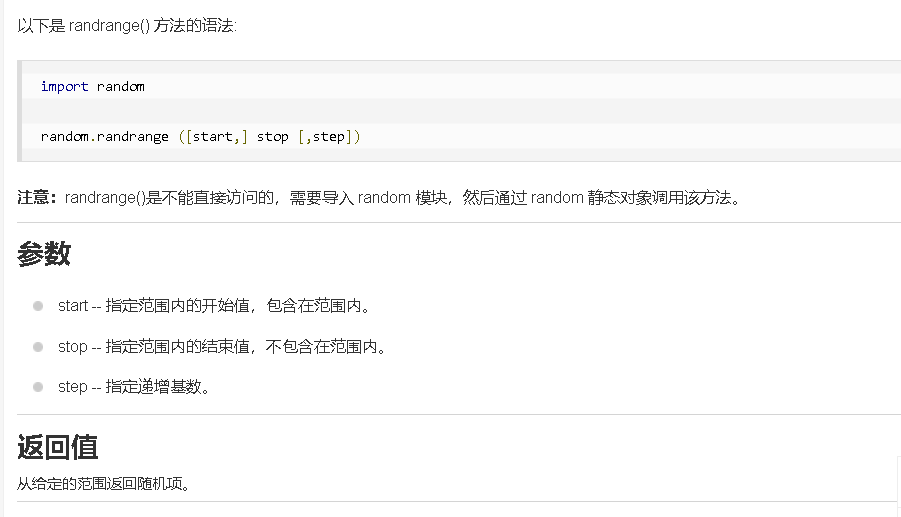 以下是 randrange() 方法的语法:
import random
random.randrange ([start,] stop [,step])
注意：randrange()是不能直接访问的，需要导入 random 模块，然后通过 random 静态对象调用该方法。
参数
start -- 指定范围内的开始值，包含在范围内。
stop -- 指定范围内的结束值，不包含在范围内。
step -- 指定递增基数。
返回值
从给定的范围返回随机项。